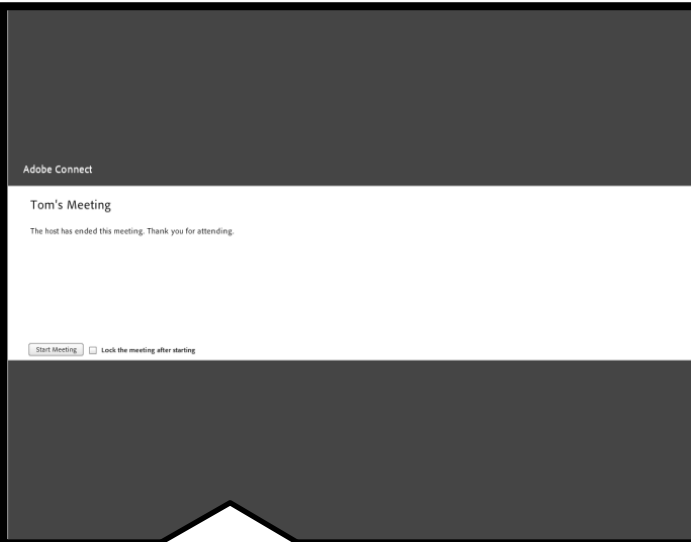 Adobe Connect
Tom's Meeting
The host has ended this meeting. Thank you for attending.
Start Meeting Lock the meeting after starting